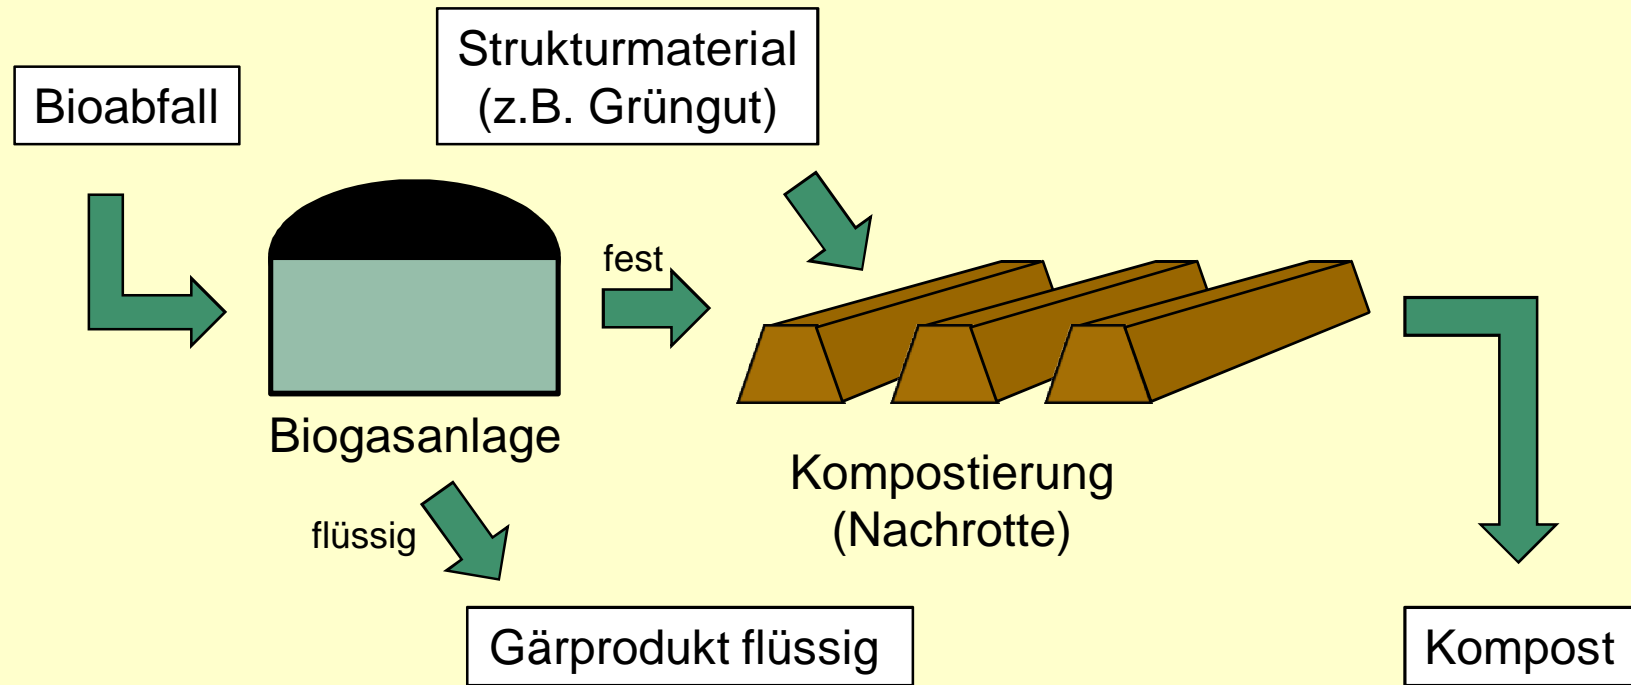 Strukturmaterial
(z.B. Grüngut)
Bioabfall
fest
Biogasanlage
Kompostierung
(Nachrotte)
flüssig
Gärprodukt flüssig
Kompost